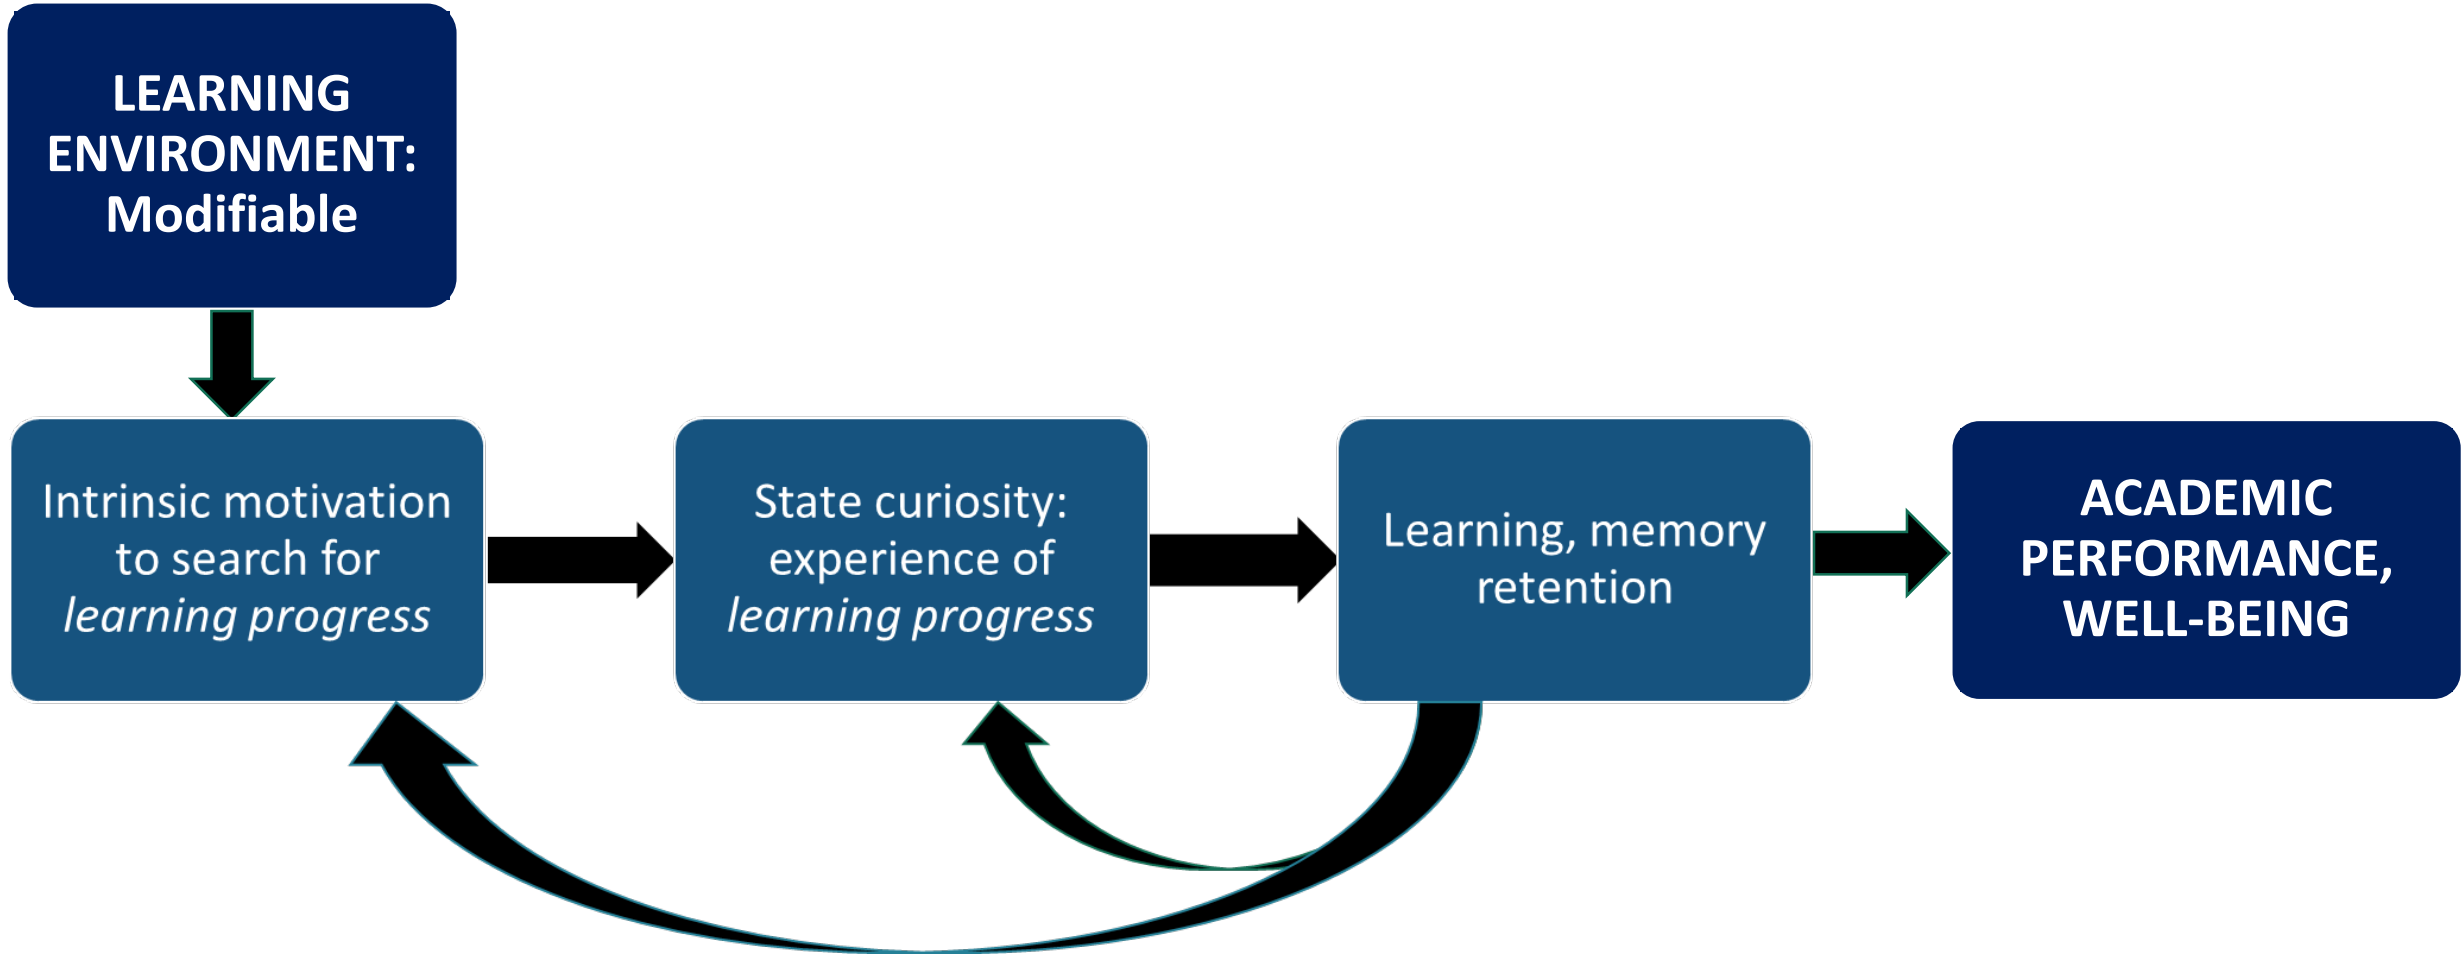 LEARNING
ENVIRONMENT:
Modifiable
Intrinsic motivation
to search for
learning progress
State curiosity:
experience of
learning progress
Learning, memory
retention
ACADEMIC
PERFORMANCE,
WELL-BEING